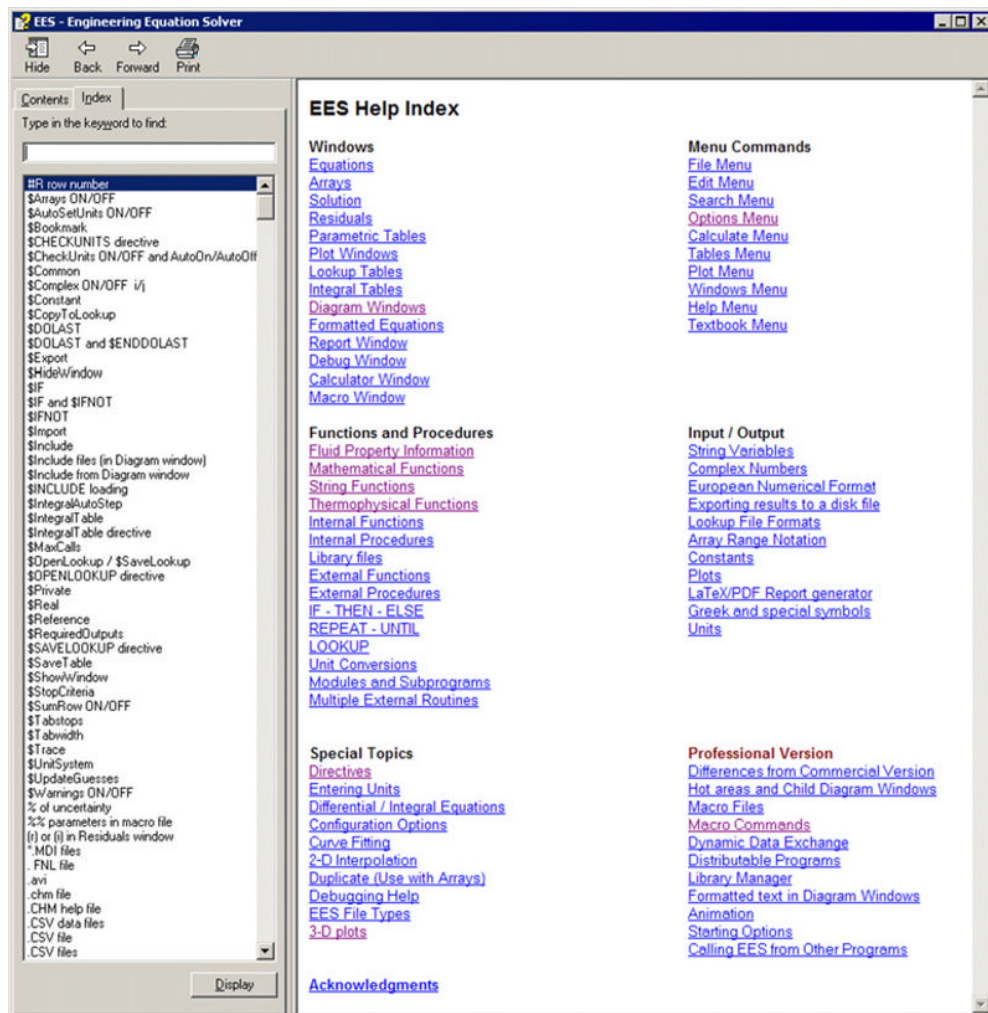 EES - Engineering Equation Solver
Hide Back Forward Print
Contents Index
Type in the keyword to find:
#R row number
$Arrays ON/OFF
$AutoSetUnits ON/OFF
$Bookmark
$CHECKUNITS directive
$CheckUnits ON/OFF and AutoOn/AutoOff
$Common
$Complex ON/OFF i/j
$Constant
$CopyToLookup
$DOLAST
$DOLAST and $ENDDOLAST
$Export
$HideWindow
$IF
$IF and $IFNOT
$IFNOT
$Import
$Include
$Include files (in Diagram window)
$Include from Diagram window
$INCLUDE loading
$IntegralAutoStep
$IntegralTable
$IntegralTable directive
$MaxCalls
$OpenLookup / $SaveLookup
$OPENLOOKUP directive
$Private
$Real
$Reference
$RequiredOutputs
$SAVELOOKUP directive
$SaveTable
$ShowWindow
$StopCriteria
$SumRow ON/OFF
$Tabstops
$Tabwidth
$Trace
$UnitSystem
$UpdateGuesses
$Warnings ON/OFF
% of uncertainty
%% parameters in macro file
(r) or (i) in Residuals window
*.MDI files
. FNL file
.avi
.chm file
.CHM help file
.CSV data files
.CSV file
.CSV files
Display
EES Help Index
Windows
Equations
Arrays
Solution
Residuals
Parametric Tables
Plot Windows
Lookup Tables
Integral Tables
Diagram Windows
Formatted Equations
Report Window
Debug Window
Calculator Window
Macro Window
Menu Commands
File Menu
Edit Menu
Search Menu
Options Menu
Calculate Menu
Tables Menu
Plot Menu
Windows Menu
Help Menu
Textbook Menu
Functions and Procedures
Fluid Property Information
Mathematical Functions
String Functions
Thermophysical Functions
Internal Functions
Internal Procedures
Library files
External Functions
External Procedures
IF - THEN - ELSE
REPEAT - UNTIL
LOOKUP
Unit Conversions
Modules and Subprograms
Multiple External Routines
Input / Output
String Variables
Complex Numbers
European Numerical Format
Exporting results to a disk file
Lookup File Formats
Array Range Notation
Constants
Plots
LaTeX/PDF Report generator
Greek and special symbols
Units
Special Topics
Directives
Entering Units
Differential / Integral Equations
Configuration Options
Curve Fitting
2-D Interpolation
Duplicate (Use with Arrays)
Debugging Help
EES File Types
3-D plots
Professional Version
Differences from Commercial Version
Hot areas and Child Diagram Windows
Macro Files
Macro Commands
Dynamic Data Exchange
Distributable Programs
Library Manager
Formatted text in Diagram Windows
Animation
Starting Options
Calling EES from Other Programs
Acknowledgments